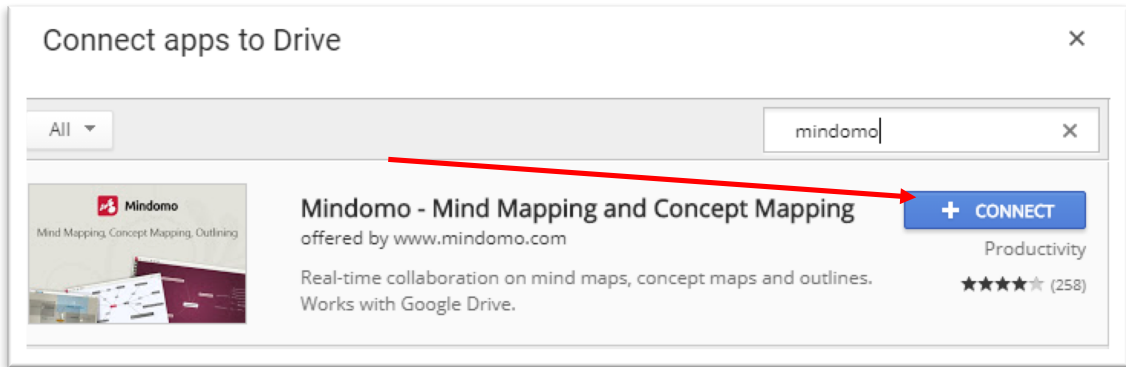 Connect apps to Drive
×
All
mindomo
×
Mindomo
Mind Mapping, Concept Mapping, Outlining
Mindomo - Mind Mapping and Concept Mapping
+ CONNECT
offered by www.mindomo.com
Productivity
Real-time collaboration on mind maps, concept maps and outlines.
(258)
Works with Google Drive.